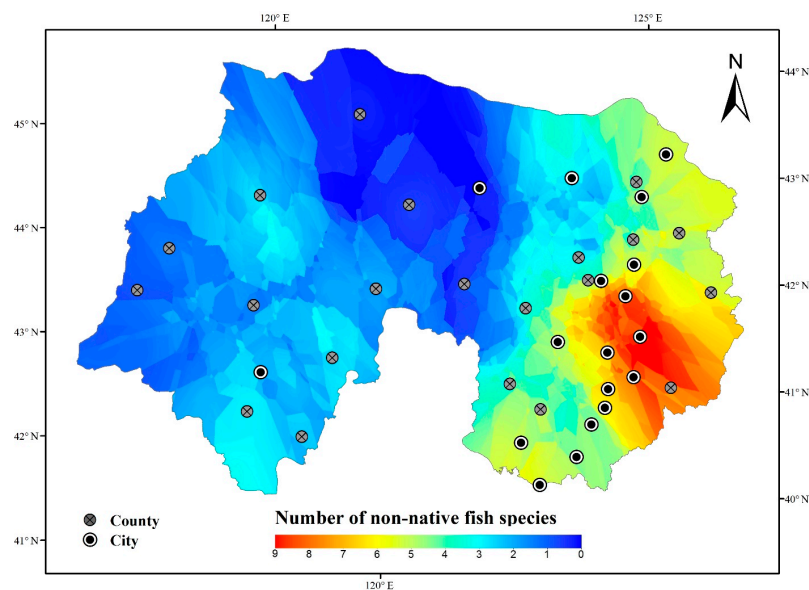 120° E 125° E
N
44° N
45° N
43° N
44° N
42° N
43° N
41° N
42° N
40° N
County
City
Number of non-native fish species
9 8 7 6 5 4 3 2 1 0
41° N
120° E